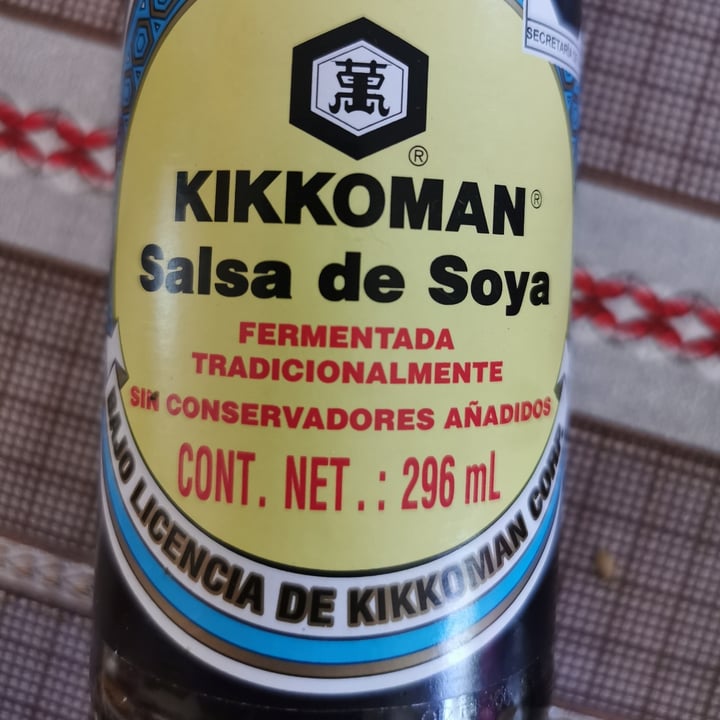 SECRETARÍA
萬
®
KIKKOMAN®
Salsa de Soya
FERMENTADA
TRADICIONALMENTE
SIN CONSERVADORES AÑADIDOS
CONT. NET.: 296 mL
BAJO LICENCIA DE KIKKOMAN CORP.